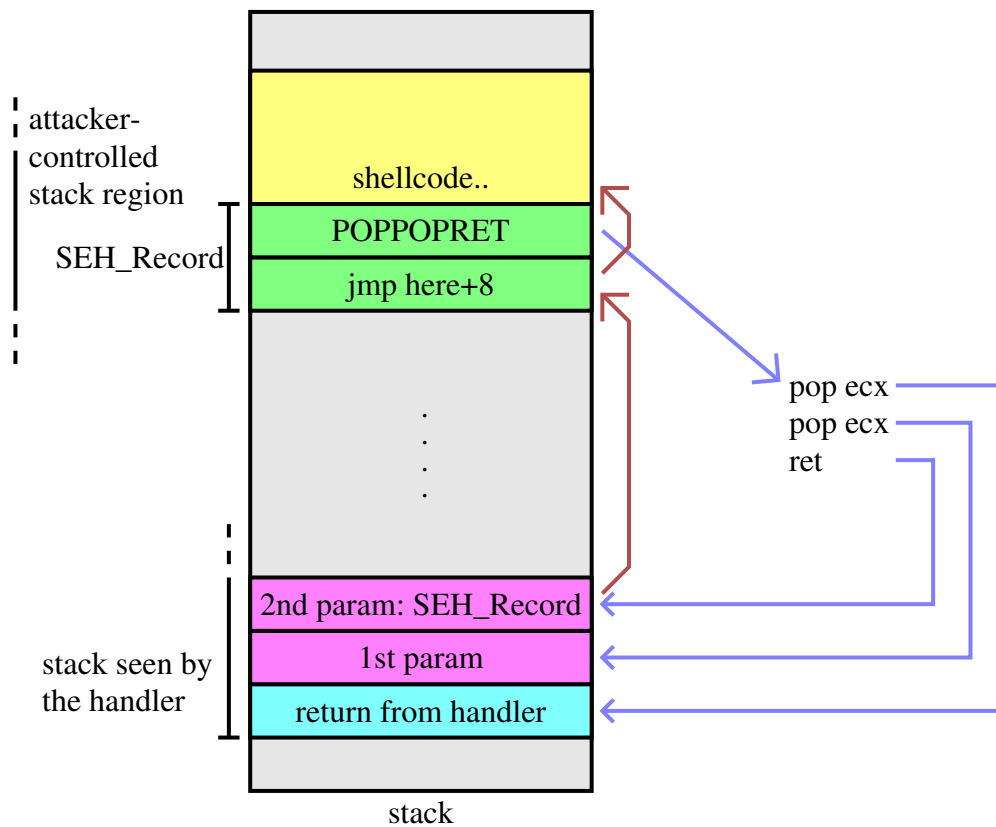 attacker-
controlled
stack region
shellcode..
POPPOPRET
SEH_Record
jmp here+8
.
.
.
.
pop ecx
pop ecx
ret
2nd param: SEH_Record
1st param
stack seen by
the handler
return from handler
stack